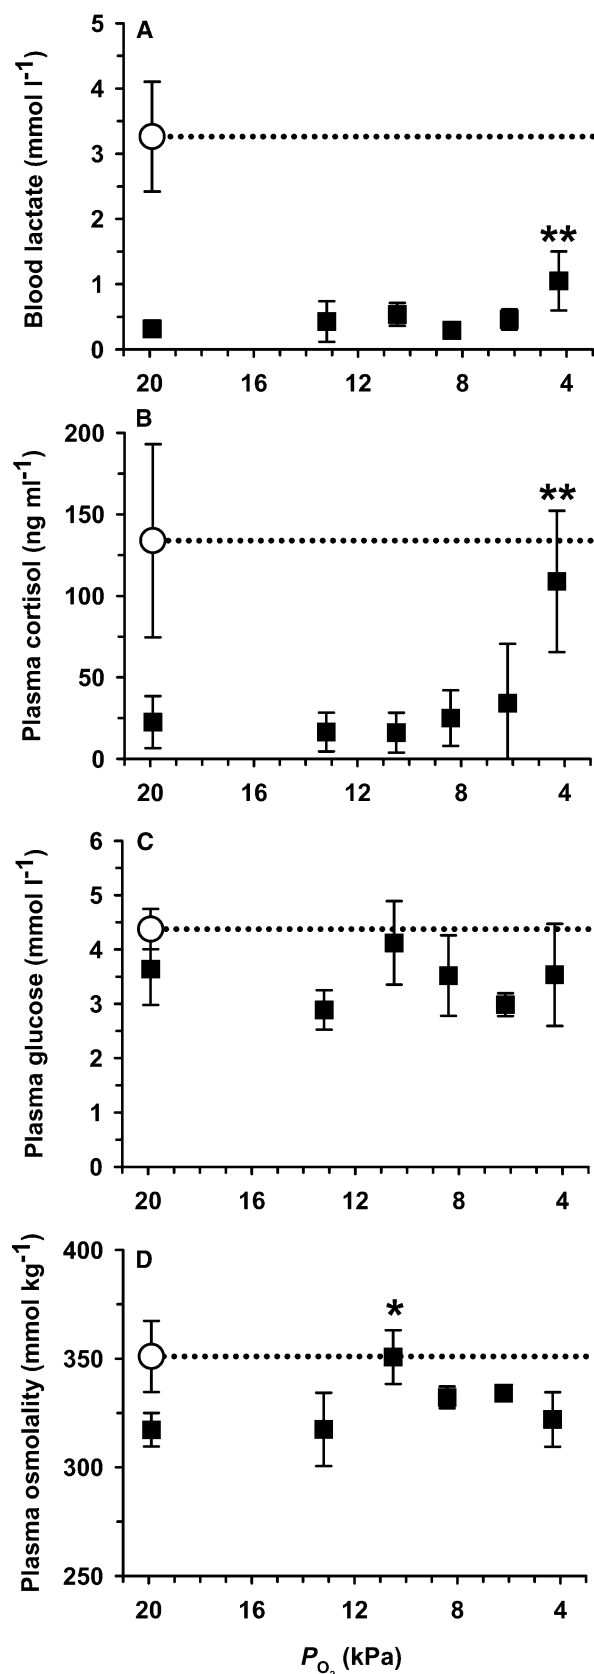 A
Blood lactate (mmol l-1)
5
4
3
2
1
0
**
20 16 12 8 4
B
Plasma cortisol (ng ml-1)
200
150
100
50
0
**
20 16 12 8 4
C
Plasma glucose (mmol l-1)
6
5
4
3
2
1
0
20 16 12 8 4
D
Plasma osmolality (mmol kg-1)
400
350
300
250
*
20 16 12 8 4
PO2 (kPa)